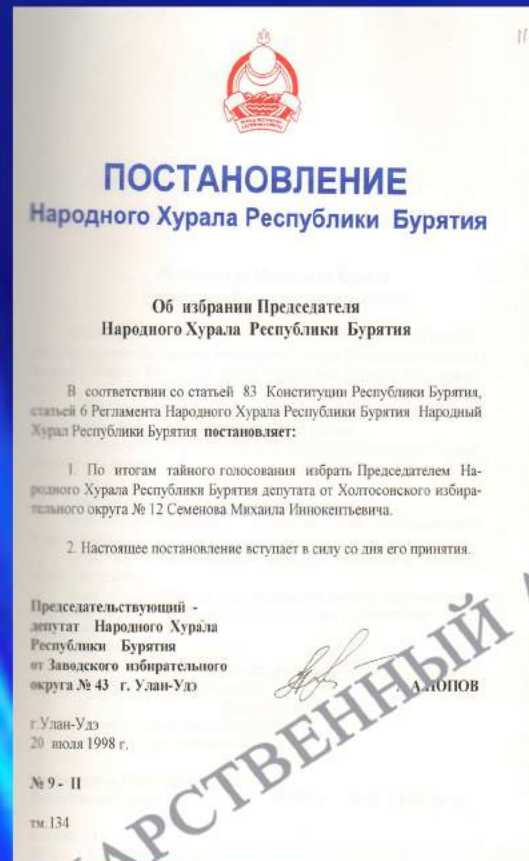 ПОСТАНОВЛЕНИЕ
Народного Хурала Республики Бурятия
Об избрании Председателя
Народного Хурала Республики Бурятия
В соответствии со статьей 83 Конституции Республики Бурятия,
статьей 6 Регламента Народного Хурала Республики Бурятия Народный
Хурал Республики Бурятия постановляет:
1. По итогам тайного голосования избрать Председателем На-
родного Хурала Республики Бурятия депутата от Холтосонского избира-
тельного округа № 12 Семенова Михаила Иннокентьевича.
2. Настоящее постановление вступает в силу со дня его принятия.
Председательствующий -
депутат Народного Хурала
Республики Бурятия
от Заводского избирательного
округа № 43 г. Улан-Удэ
ПОПОВ
г.Улан-Удэ
20 июля 1998 г.
№ 9 - II
тм.134
АРСТВЕННЫЙ